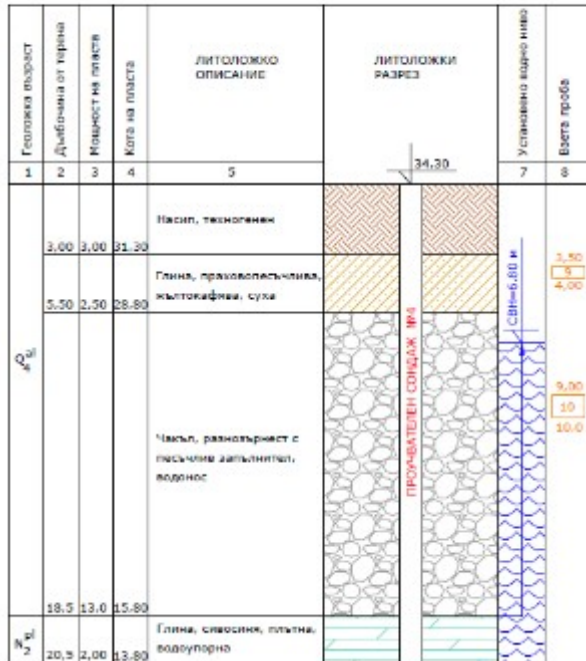 Геоложка възраст
Дълбочина от терена
Мощност на пласта
Кота на пласта
ЛИТОЛОЖКО
ОПИСАНИЕ
ЛИТОЛОЖКИ
РАЗРЕЗ
Установено водно ниво
Взета проба
34.30
1 2 3 4 5 7 8
Насип, техногенен
3,00 3,00 31.30
Глина, праховопесъчлива,
жълтокафява, суха
5.50 2.50 28.80
Чакъл, разнозърнест с
песъчлив запълнител,
водонос
18.5 13.0 15.80
Глина, сивосиня, плътна,
водоупорна
20,5 2,00 13.80
ПРОУЧВАТЕЛЕН СОНДАЖ №4
СВН=6.80 м
3,50
9
4,00
9,00
10
10.0